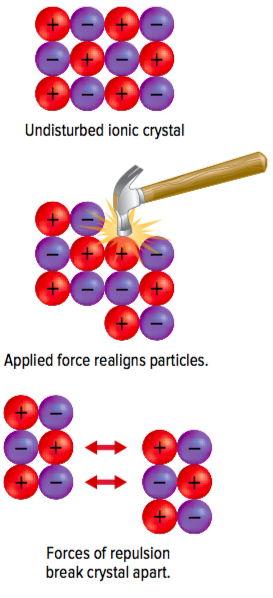 + − + −
− + − +
+ − + −
Undisturbed ionic crystal
+ −
− + + −
+ − − +
+ −
Applied force realigns particles.
+ −
− + + −
+ − − +
+ −
Forces of repulsion
break crystal apart.